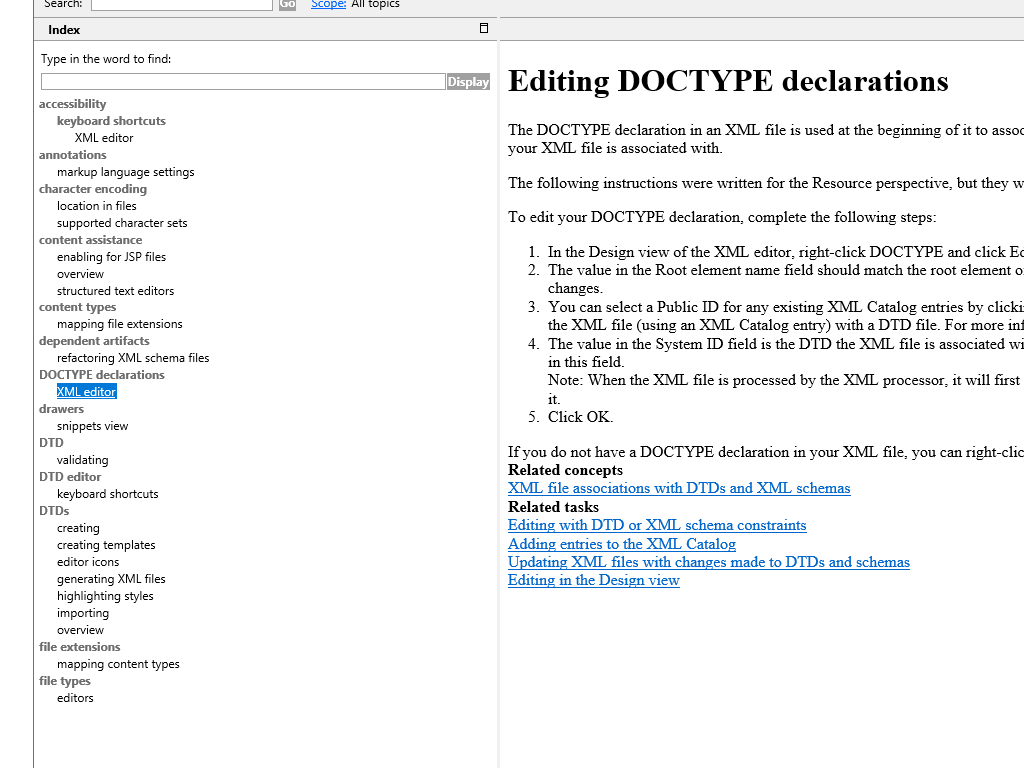 Search: Go Scope: All topics
Index
Type in the word to find:
Display
accessibility
keyboard shortcuts
XML editor
annotations
markup language settings
character encoding
location in files
supported character sets
content assistance
enabling for JSP files
overview
structured text editors
content types
mapping file extensions
dependent artifacts
refactoring XML schema files
DOCTYPE declarations
XML editor
drawers
snippets view
DTD
validating
DTD editor
keyboard shortcuts
DTDs
creating
creating templates
editor icons
generating XML files
highlighting styles
importing
overview
file extensions
mapping content types
file types
editors
Editing DOCTYPE declarations
The DOCTYPE declaration in an XML file is used at the beginning of it to
your XML file is associated with.
The following instructions were written for the Resource perspective, but they
To edit your DOCTYPE declaration, complete the following steps:
1. In the Design view of the XML editor, right-click DOCTYPE and click
2. The value in the Root element name field should match the root element
changes.
3. You can select a Public ID for any existing XML Catalog entries by
the XML file (using an XML Catalog entry) with a DTD file. For more
4. The value in the System ID field is the DTD the XML file is associated
in this field.
Note: When the XML file is processed by the XML processor, it will first
it.
5. Click OK.
If you do not have a DOCTYPE declaration in your XML file, you can
Related concepts
XML file associations with DTDs and XML schemas
Related tasks
Editing with DTD or XML schema constraints
Adding entries to the XML Catalog
Updating XML files with changes made to DTDs and schemas
Editing in the Design view